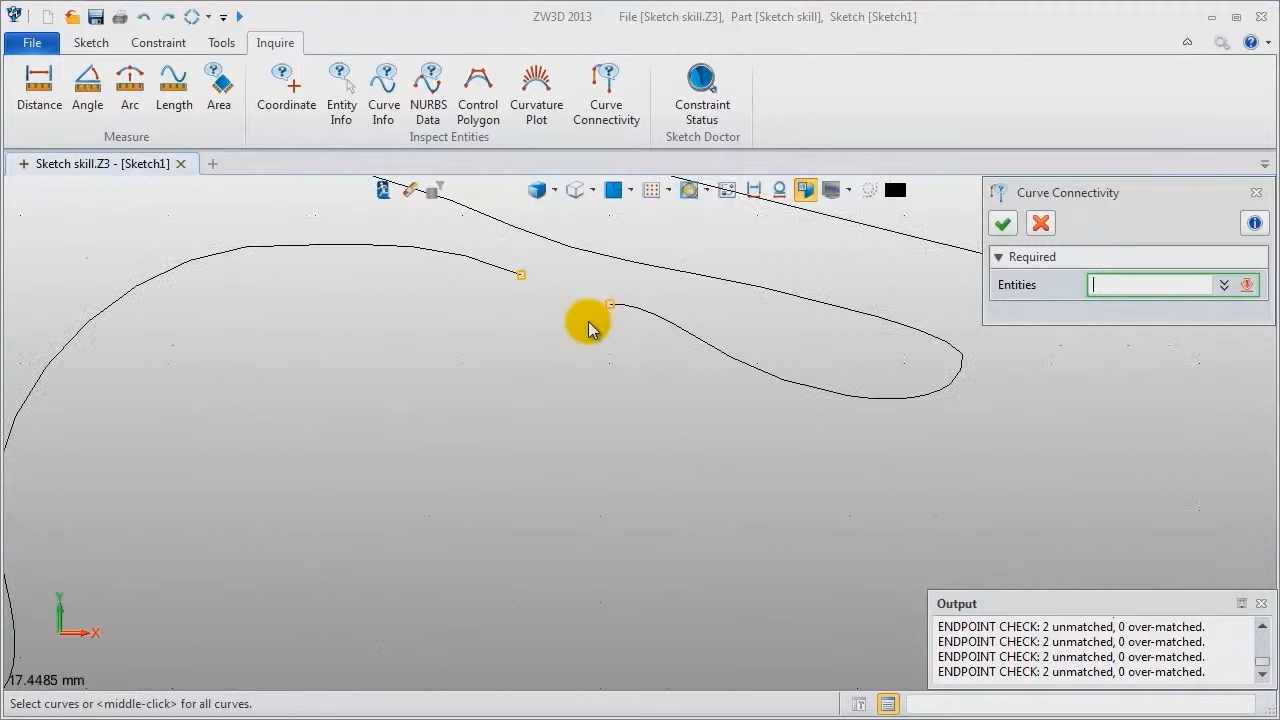 ZW3D 2013 File [Sketch skill.Z3], Part [Sketch skill], Sketch [Sketch1]
File Sketch Constraint Tools Inquire
Distance Angle Arc Length Area Coordinate Entity Info Curve Info NURBS Data Control Polygon Curvature Plot Curve Connectivity Constraint Status
Measure Inspect Entities Sketch Doctor
Sketch skill.Z3 - [Sketch1]
Curve Connectivity
Required
Entities
Y
X
17.4485 mm
Output
ENDPOINT CHECK: 2 unmatched, 0 over-matched.
ENDPOINT CHECK: 2 unmatched, 0 over-matched.
ENDPOINT CHECK: 2 unmatched, 0 over-matched.
ENDPOINT CHECK: 2 unmatched, 0 over-matched.
Select curves or <middle-click> for all curves.